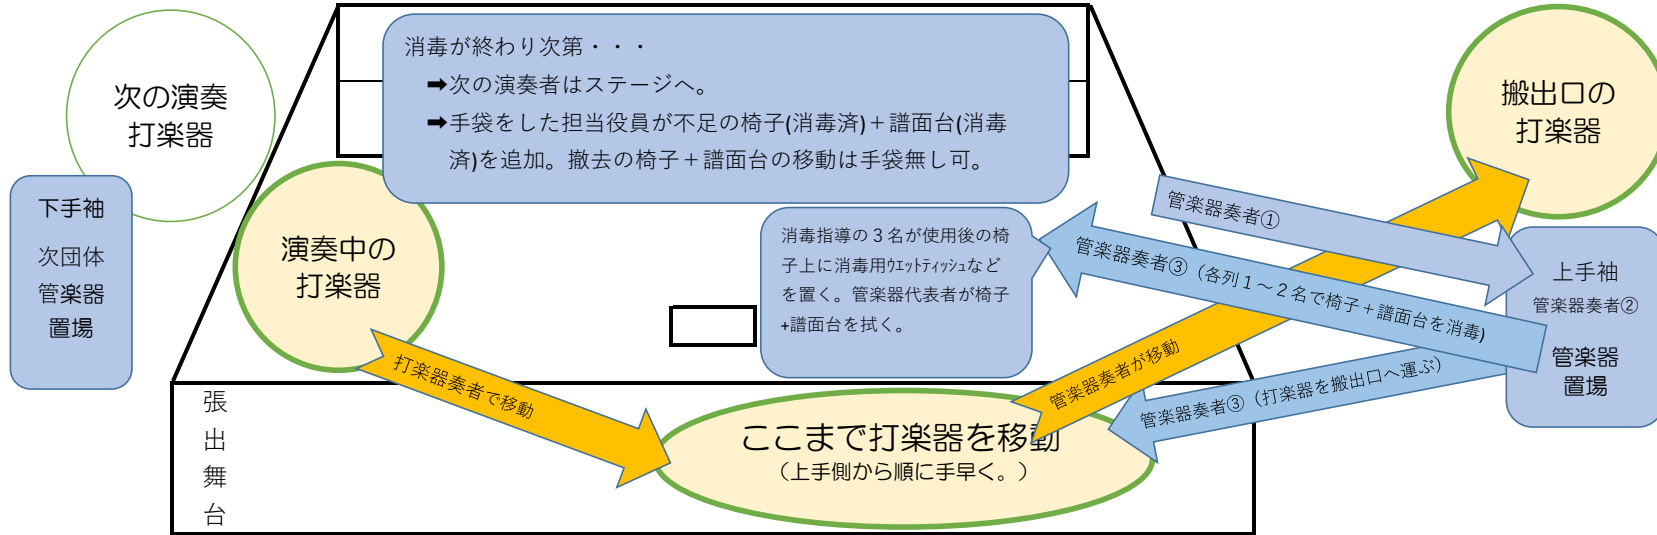 消毒が終わり次第・・・
➡次の演奏者はステージへ。
➡手袋をした担当役員が不足の椅子(消毒済)＋譜面台(消毒
済)を追加。撤去の椅子＋譜面台の移動は手袋無し可。
次の演奏
打楽器
搬出口の
打楽器
下手袖
次団体
管楽器
置場
演奏中の
打楽器
消毒指導の３名が使用後の椅
子上に消毒用ｳｴｯﾄﾃｨｯｼｭなど
を置く。管楽器代表者が椅子
+譜面台を拭く。
管楽器奏者①
管楽器奏者③（各列１～２名で椅子＋譜面台を消毒)
上手袖
管楽器奏者②
管楽器
置場
打楽器奏者で移動
管楽器奏者が移動
管楽器奏者③（打楽器を搬出口へ運ぶ）
張
出
舞
台
ここまで打楽器を移動
（上手側から順に手早く。）